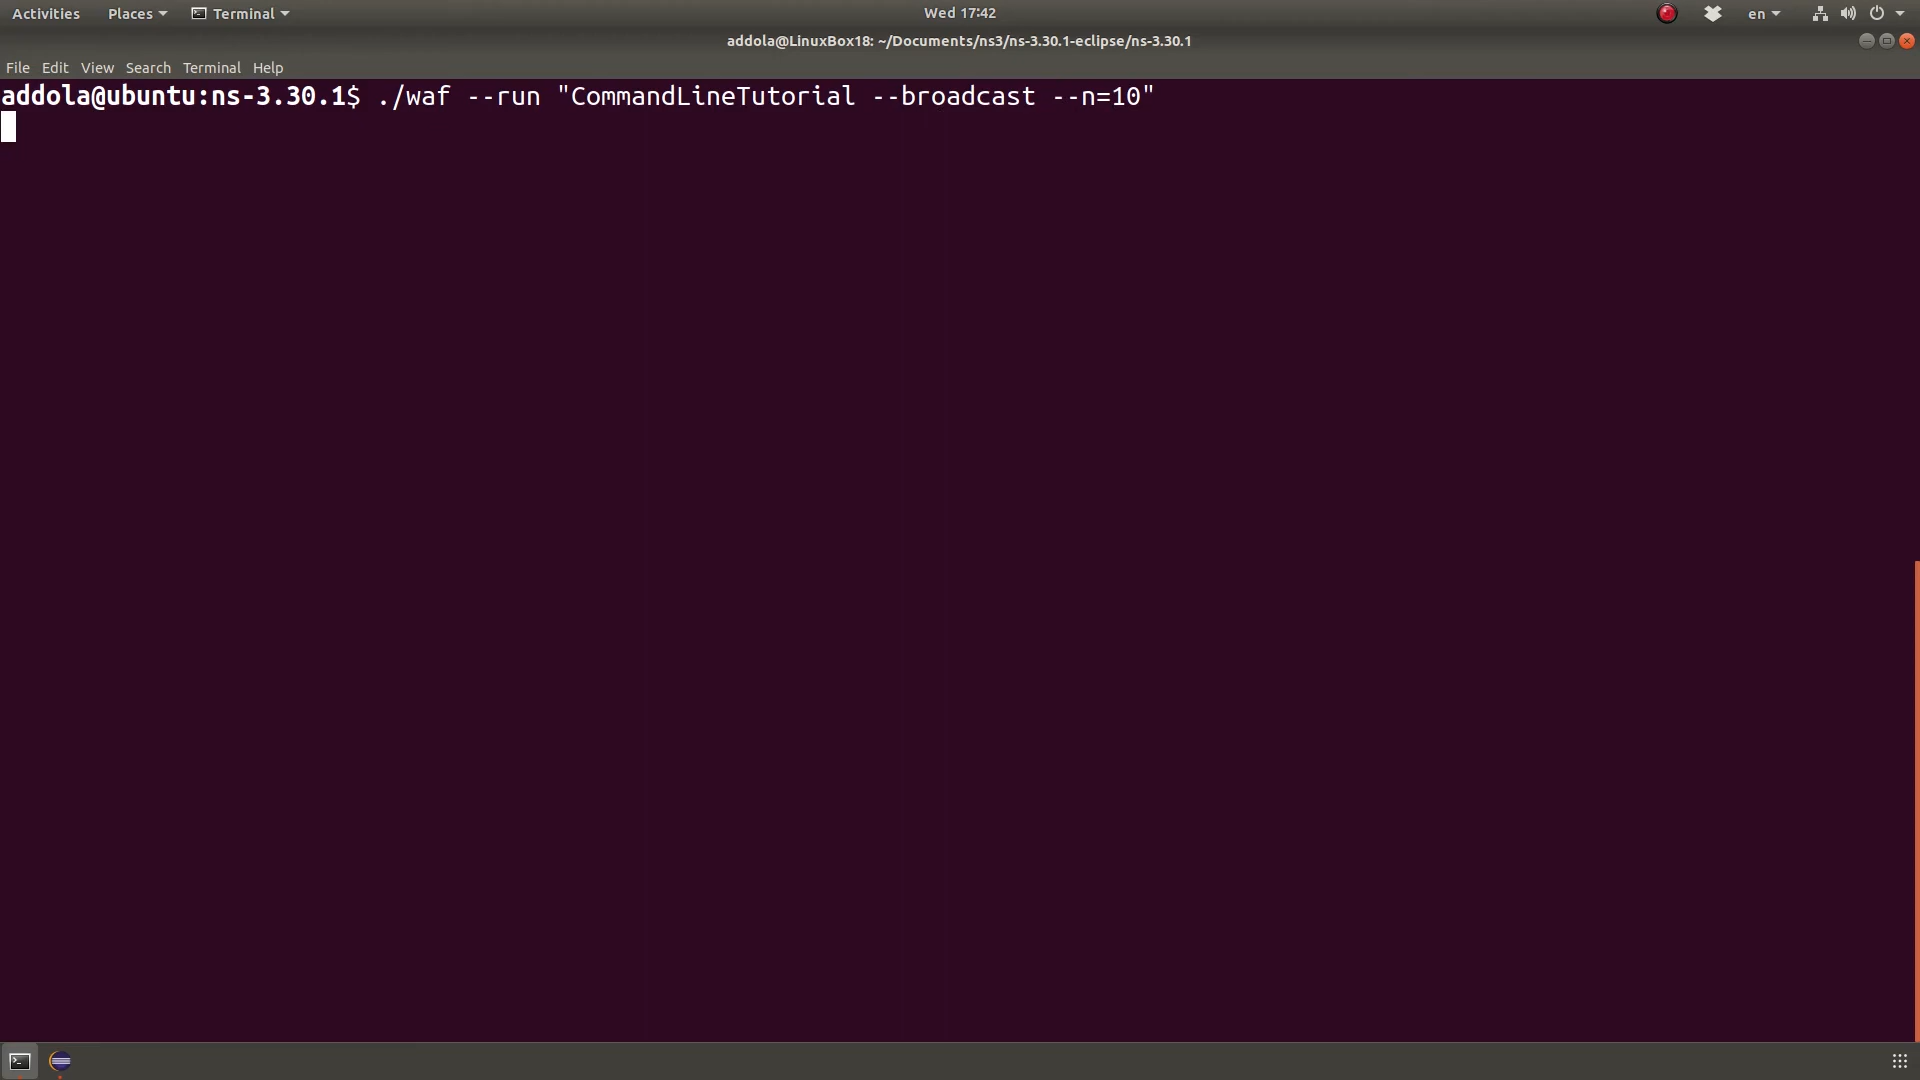 Activities Places Terminal Wed 17:42 en
addola@LinuxBox18: ~/Documents/ns3/ns-3.30.1-eclipse/ns-3.30.1
File Edit View Search Terminal Help
addola@ubuntu:ns-3.30.1$ ./waf --run "CommandLineTutorial --broadcast --n=10"